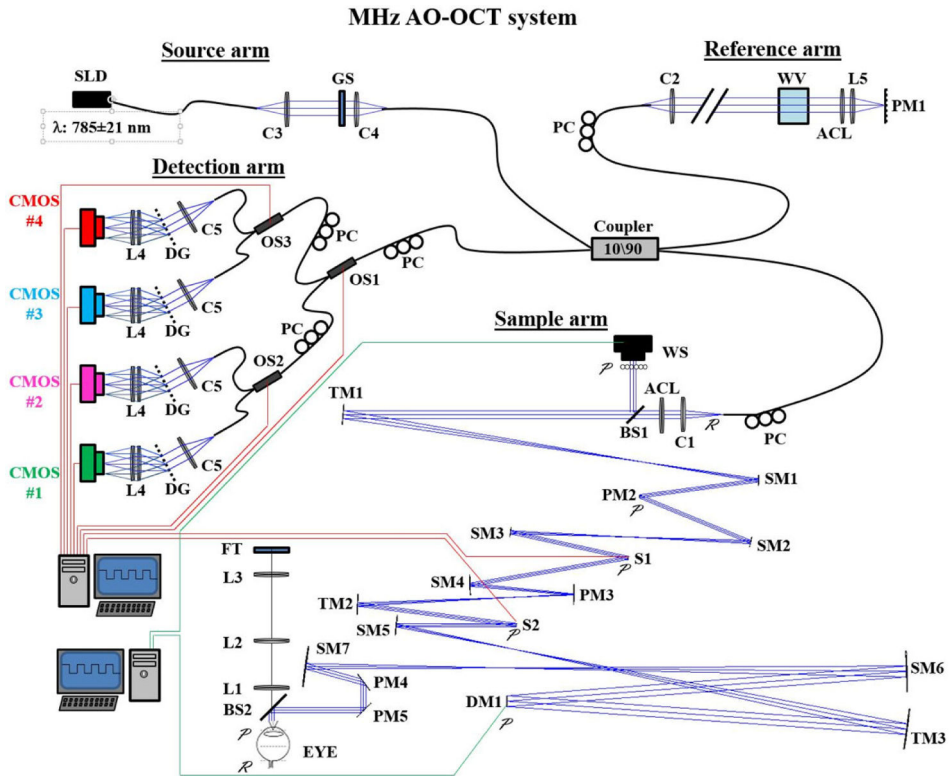 MHz AO-OCT system
Source arm
Reference arm
SLD
GS
C2
WV
L5
λ: 785±21 nm
C3
C4
PC
ACL
PM1
Detection arm
CMOS
#4
L4
DG
C5
OS3
PC
PC
Coupler
10\90
OS1
CMOS
#3
L4
DG
C5
PC
Sample arm
WS
P
OS2
CMOS
#2
L4
DG
C5
TM1
ACL
BS1
C1
R
PC
CMOS
#1
L4
DG
C5
SM1
PM2
P
SM3
SM2
FT
S1
P
L3
SM4
PM3
TM2
S2
P
SM5
L2
SM7
SM6
L1
PM4
DM1
P
BS2
PM5
TM3
P
EYE
R